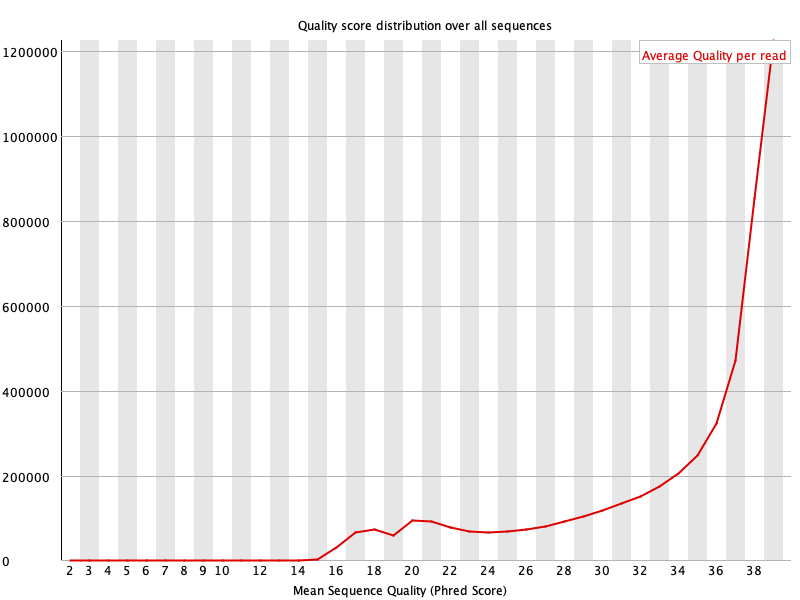 Quality score distribution over all sequences
Average Quality per read
1200000
1000000
800000
600000
400000
200000
0
2 3 4 5 6 7 8 9 10 12 14 16 18 20 22 24 26 28 30 32 34 36 38
Mean Sequence Quality (Phred Score)